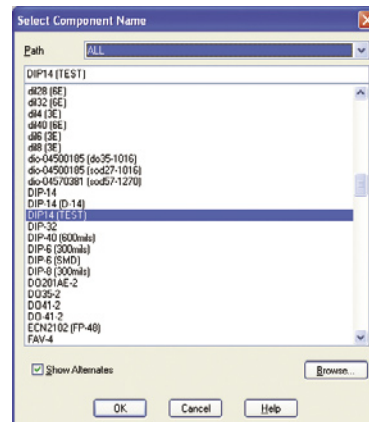 Select Component Name
Path
ALL
DIP14 (TEST)
dil28 (6E)
dil32 (6E)
dil4 (3E)
dil40 (6E)
dil6 (3E)
dil8 (3E)
dio-04500185 (do35-1016)
dio-04500185 (sod27-1016)
dio-04570381 (sod57-1270)
DIP-14
DIP-14 (D-14)
DIP14 (TEST)
DIP-32
DIP-40 (600mils)
DIP-6 (300mils)
DIP-6 (SMD)
DIP-8 (300mils)
DO201AE-2
DO35-2
DO41-2
DO-41-2
ECN2102 (FP-48)
FAV-4
Show Alternates
Browse...
OK
Cancel
Help